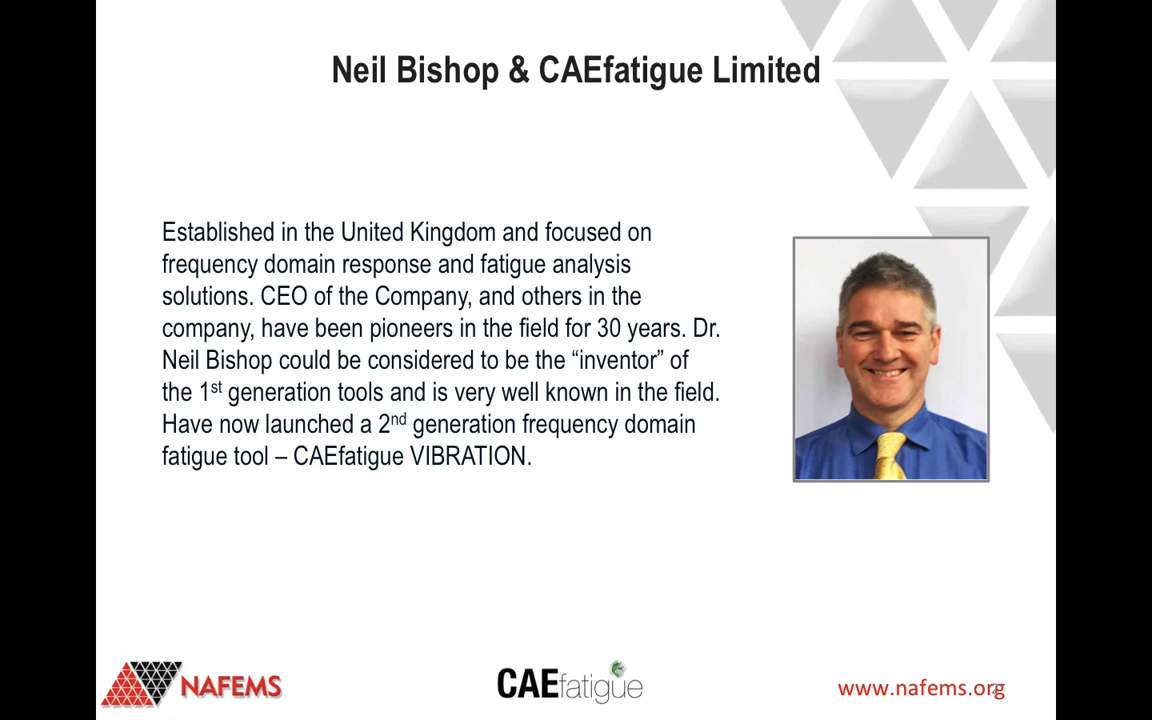 Neil Bishop & CAEfatigue Limited
Established in the United Kingdom and focused on
frequency domain response and fatigue analysis
solutions. CEO of the Company, and others in the
company, have been pioneers in the field for 30 years. Dr.
Neil Bishop could be considered to be the “inventor” of
the 1st generation tools and is very well known in the field.
Have now launched a 2nd generation frequency domain
fatigue tool – CAEfatigue VIBRATION.
NAFEMS
CAEfatigue
www.nafems.org